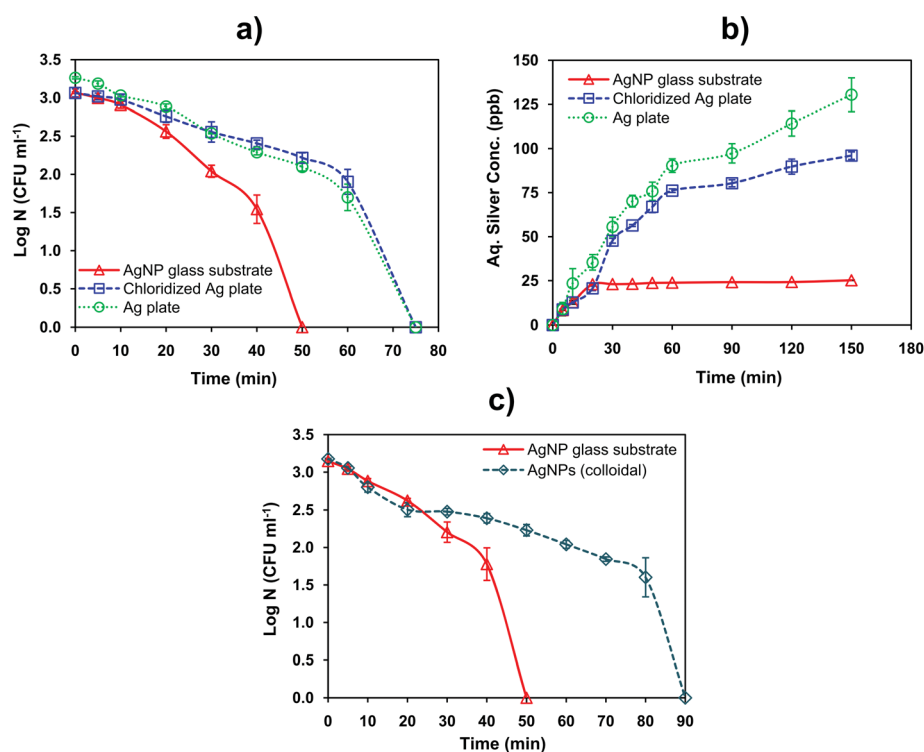 a)
3.5
3.0
2.5
2.0
1.5
1.0
0.5
0.0
Log N (CFU ml⁻¹)
AgNP glass substrate
Chloridized Ag plate
Ag plate
0 10 20 30 40 50 60 70 80
Time (min)
b)
150
125
100
75
50
25
0
Aq. Silver Conc. (ppb)
AgNP glass substrate
Chloridized Ag plate
Ag plate
0 30 60 90 120 150 180
Time (min)
c)
3.5
3.0
2.5
2.0
1.5
1.0
0.5
0.0
Log N (CFU ml⁻¹)
AgNP glass substrate
AgNPs (colloidal)
0 10 20 30 40 50 60 70 80 90
Time (min)